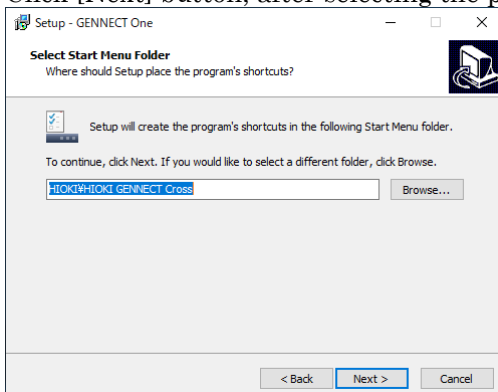 Click [Next] button, after selecting the p
Setup - GENNECT One
Select Start Menu Folder
Where should Setup place the program's shortcuts?
Setup will create the program's shortcuts in the following Start Menu folder.
To continue, click Next. If you would like to select a different folder, click Browse.
HIOKI¥HIOKI GENNECT Cross
Browse...
< Back
Next >
Cancel